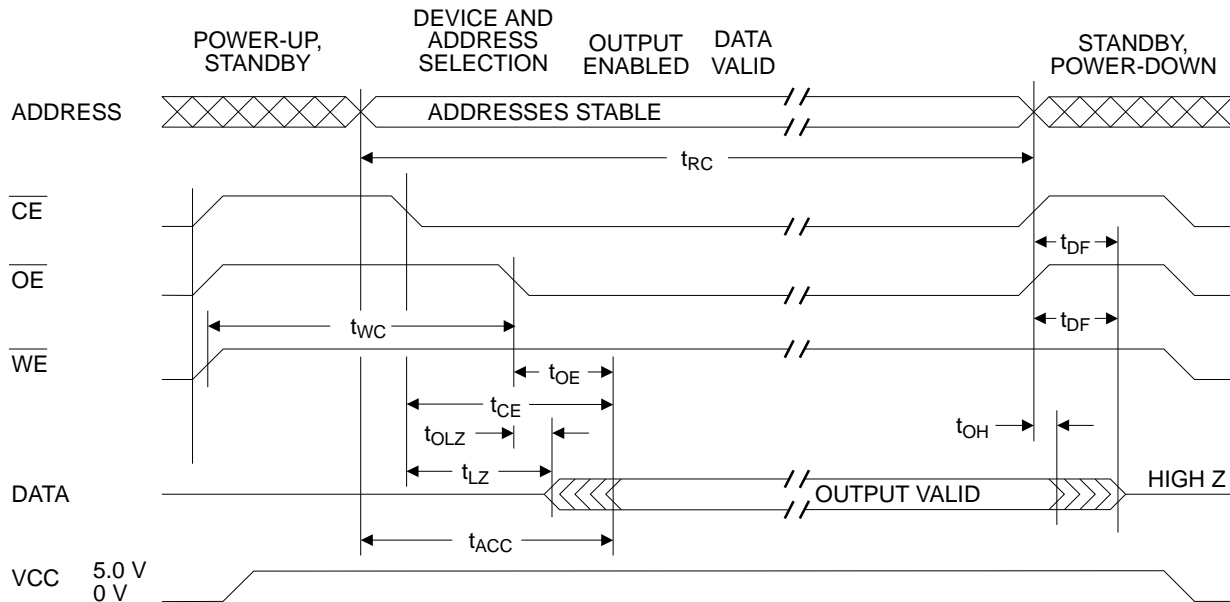 POWER-UP,
STANDBY
DEVICE AND
ADDRESS
SELECTION
OUTPUT
ENABLED
DATA
VALID
STANDBY,
POWER-DOWN
ADDRESS
ADDRESSES STABLE
tRC
CE
tDF
OE
tWC
tDF
WE
tOE
tCE
tOLZ
tOH
tLZ
DATA
OUTPUT VALID
HIGH Z
tACC
VCC
5.0 V
0 V